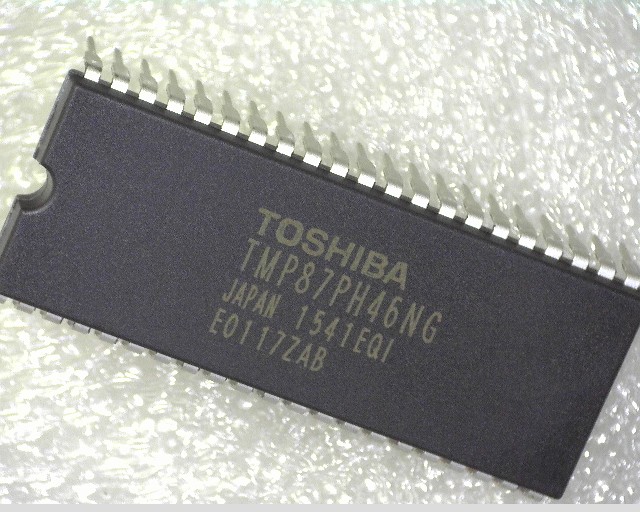 TOSHIBA
TMP87PH46NG
JAPAN 1541EQI
E0117ZAB